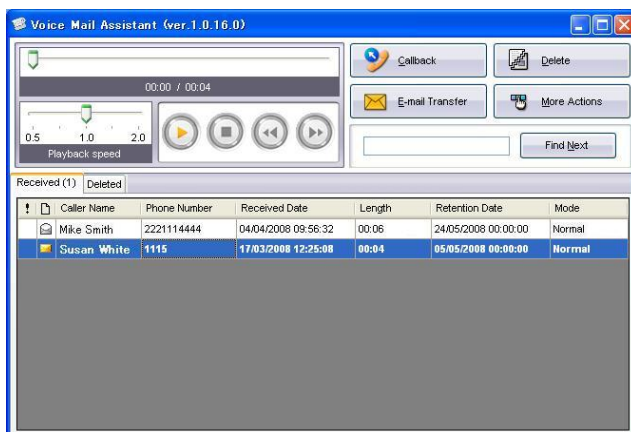 Voice Mail Assistant (ver.1.0.16.0)
Callback
Delete
00:00 / 00:04
E-mail Transfer
More Actions
0.5 1.0 2.0
Playback speed
Find Next
Received (1) Deleted
! Caller Name Phone Number Received Date Length Retention Date Mode
Mike Smith 2221114444 04/04/2008 09:56:32 00:06 24/05/2008 00:00:00 Normal
Susan White 1115 17/03/2008 12:25:08 00:04 05/05/2008 00:00:00 Normal